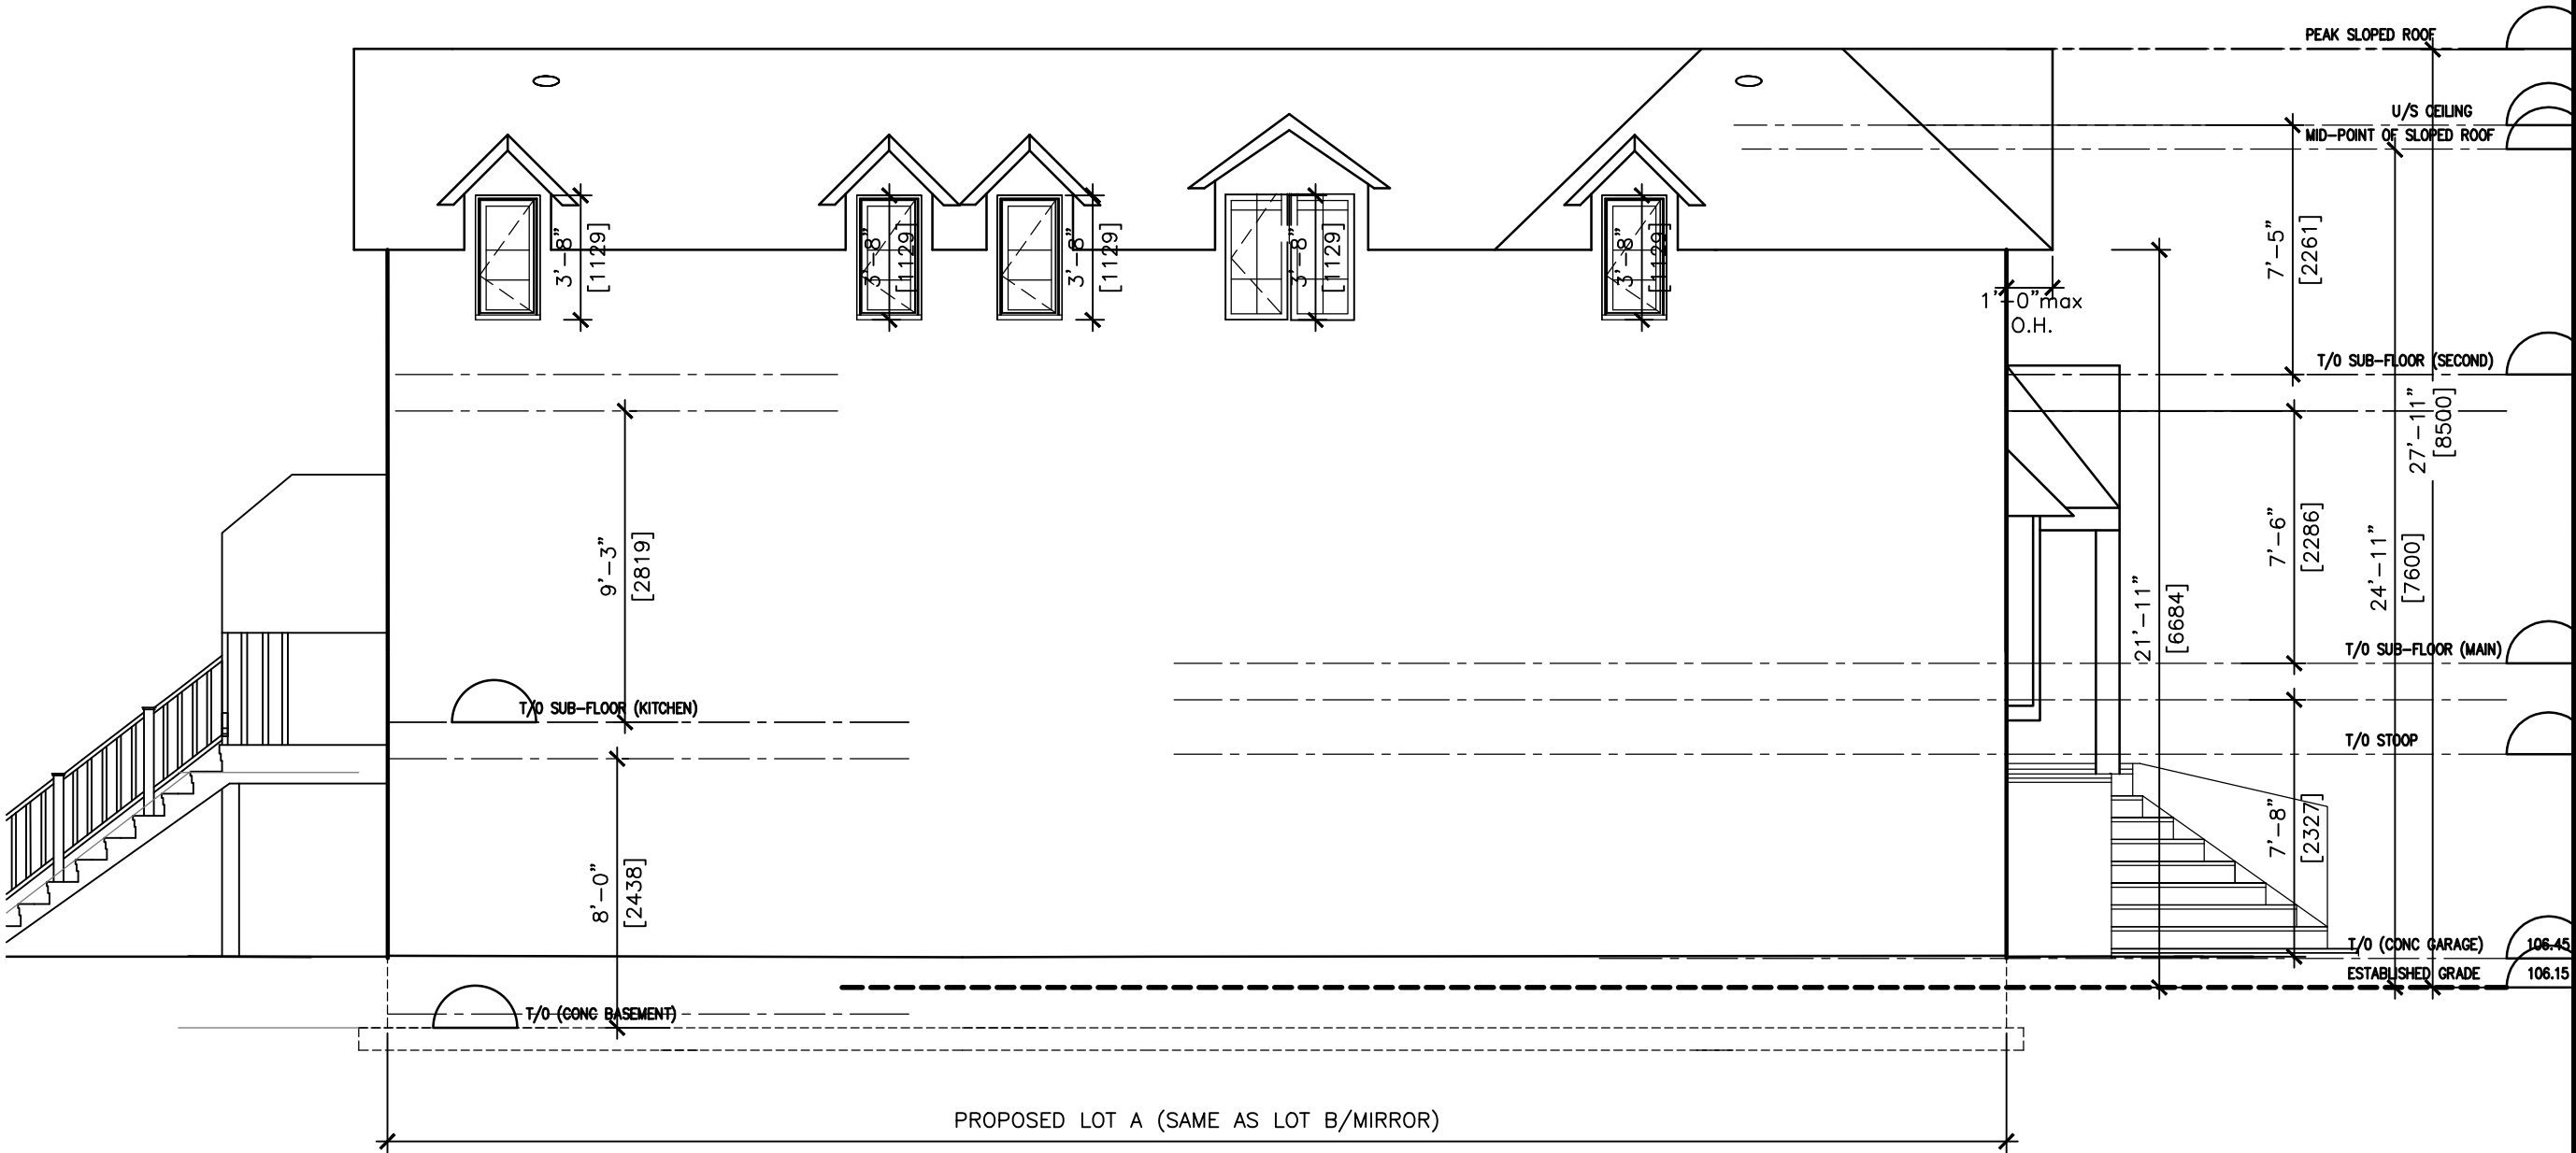 PEAK SLOPED ROOF
U/S CEILING
MID-POINT OF SLOPED ROOF
3'-8"
[1129]
3'-8"
[1129]
3'-8"
[1129]
3'-8"
[1129]
3'-8"
[1129]
7'-5"
[2261]
1'-0"max
O.H.
T/O SUB-FLOOR (SECOND)
27'-11"
[8500]
9'-3"
[2819]
7'-6"
[2286]
24'-11"
[7600]
21'-11"
[6684]
T/O SUB-FLOOR (MAIN)
T/O SUB-FLOOR (KITCHEN)
T/O STOOP
8'-0"
[2438]
7'-8"
[2327]
T/O (CONC GARAGE) 106.45
ESTABLISHED GRADE 106.15
T/O (CONC BASEMENT)
PROPOSED LOT A (SAME AS LOT B/MIRROR)